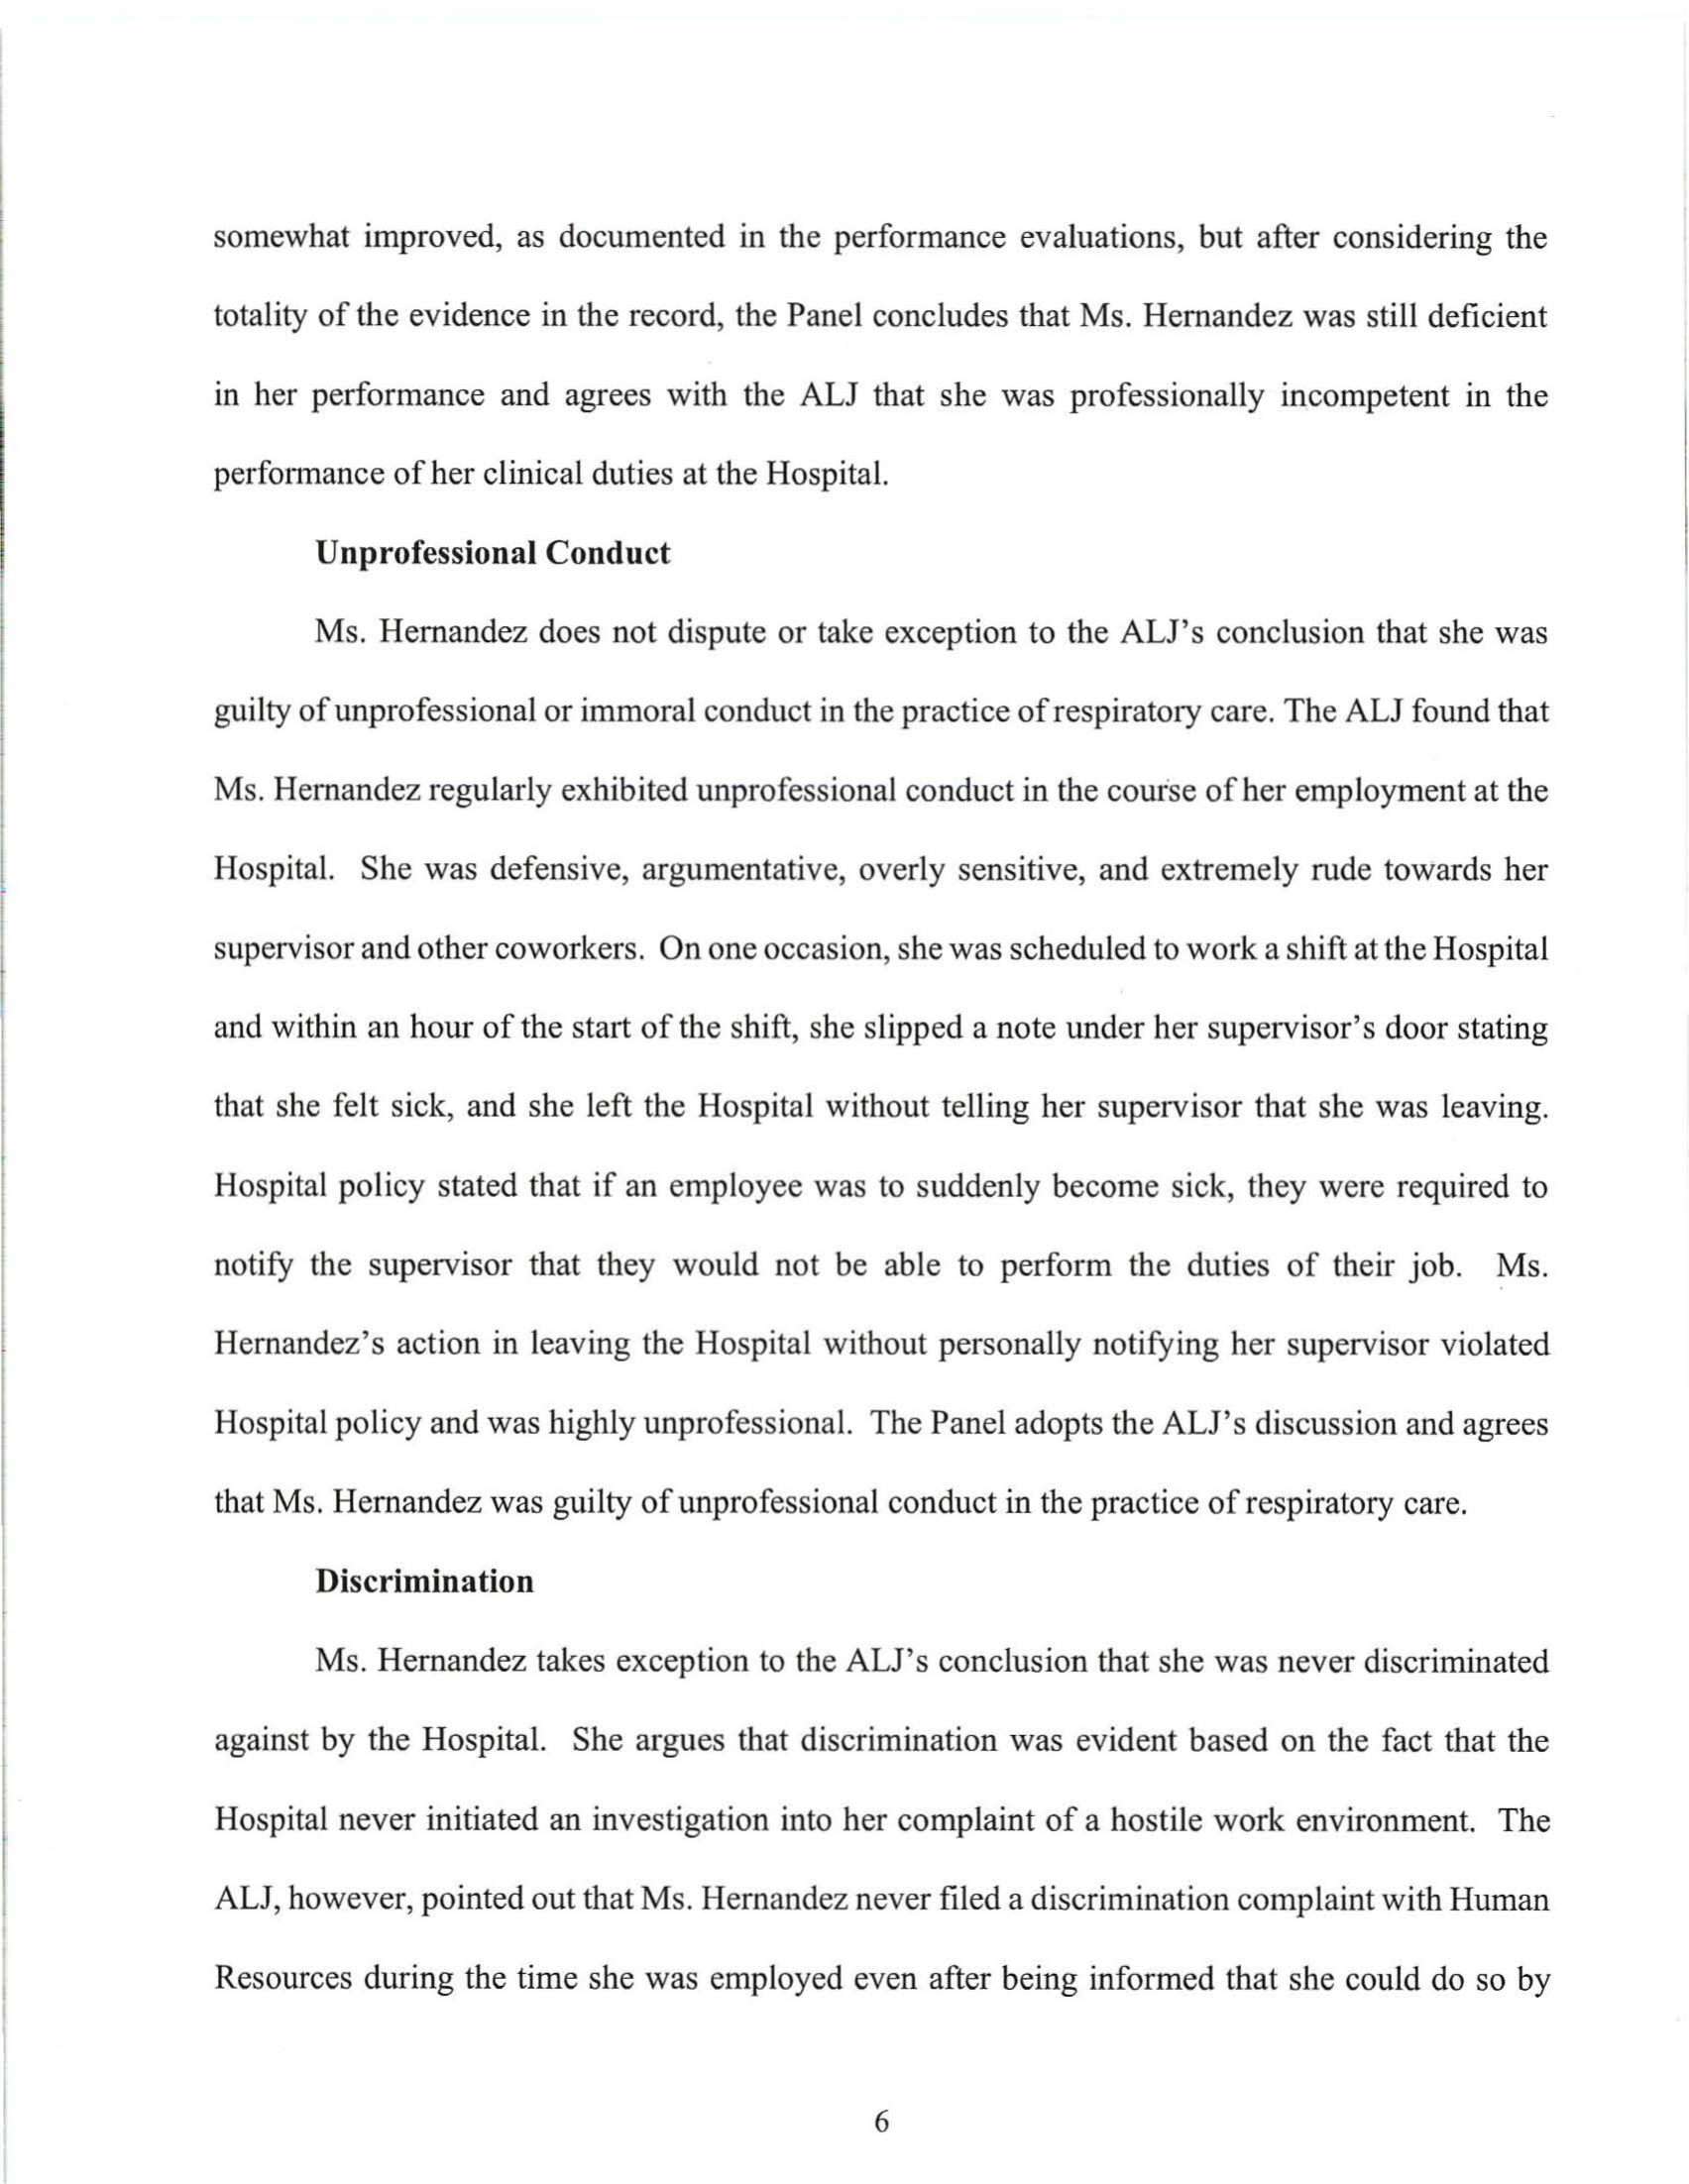 somewhat improved, as documented in the performance evaluations, but after considering the
totality of the evidence in the record, the Panel concludes that Ms. Hernandez was still deficient
in her performance and agrees with the ALJ that she was professionally incompetent in the
performance of her clinical duties at the Hospital.
Unprofessional Conduct
Ms. Hernandez does not dispute or take exception to the ALJ’s conclusion that she was
guilty of unprofessional or immoral conduct in the practice of respiratory care. The ALJ found that
Ms. Hernandez regularly exhibited unprofessional conduct in the course of her employment at the
Hospital. She was defensive, argumentative, overly sensitive, and extremely rude towards her
supervisor and other coworkers. On one occasion, she was scheduled to work a shift at the Hospital
and within an hour of the start of the shift, she slipped a note under her supervisor’s door stating
that she felt sick, and she left the Hospital without telling her supervisor that she was leaving.
Hospital policy stated that if an employee was to suddenly become sick, they were required to
notify the supervisor that they would not be able to perform the duties of their job. Ms.
Hernandez’s action in leaving the Hospital without personally notifying her supervisor violated
Hospital policy and was highly unprofessional. The Panel adopts the ALJ’s discussion and agrees
that Ms. Hernandez was guilty of unprofessional conduct in the practice of respiratory care.
Discrimination
Ms. Hernandez takes exception to the ALJ’s conclusion that she was never discriminated
against by the Hospital. She argues that discrimination was evident based on the fact that the
Hospital never initiated an investigation into her complaint of a hostile work environment. The
ALJ, however, pointed out that Ms. Hernandez never filed a discrimination complaint with Human
Resources during the time she was employed even after being informed that she could do so by
6